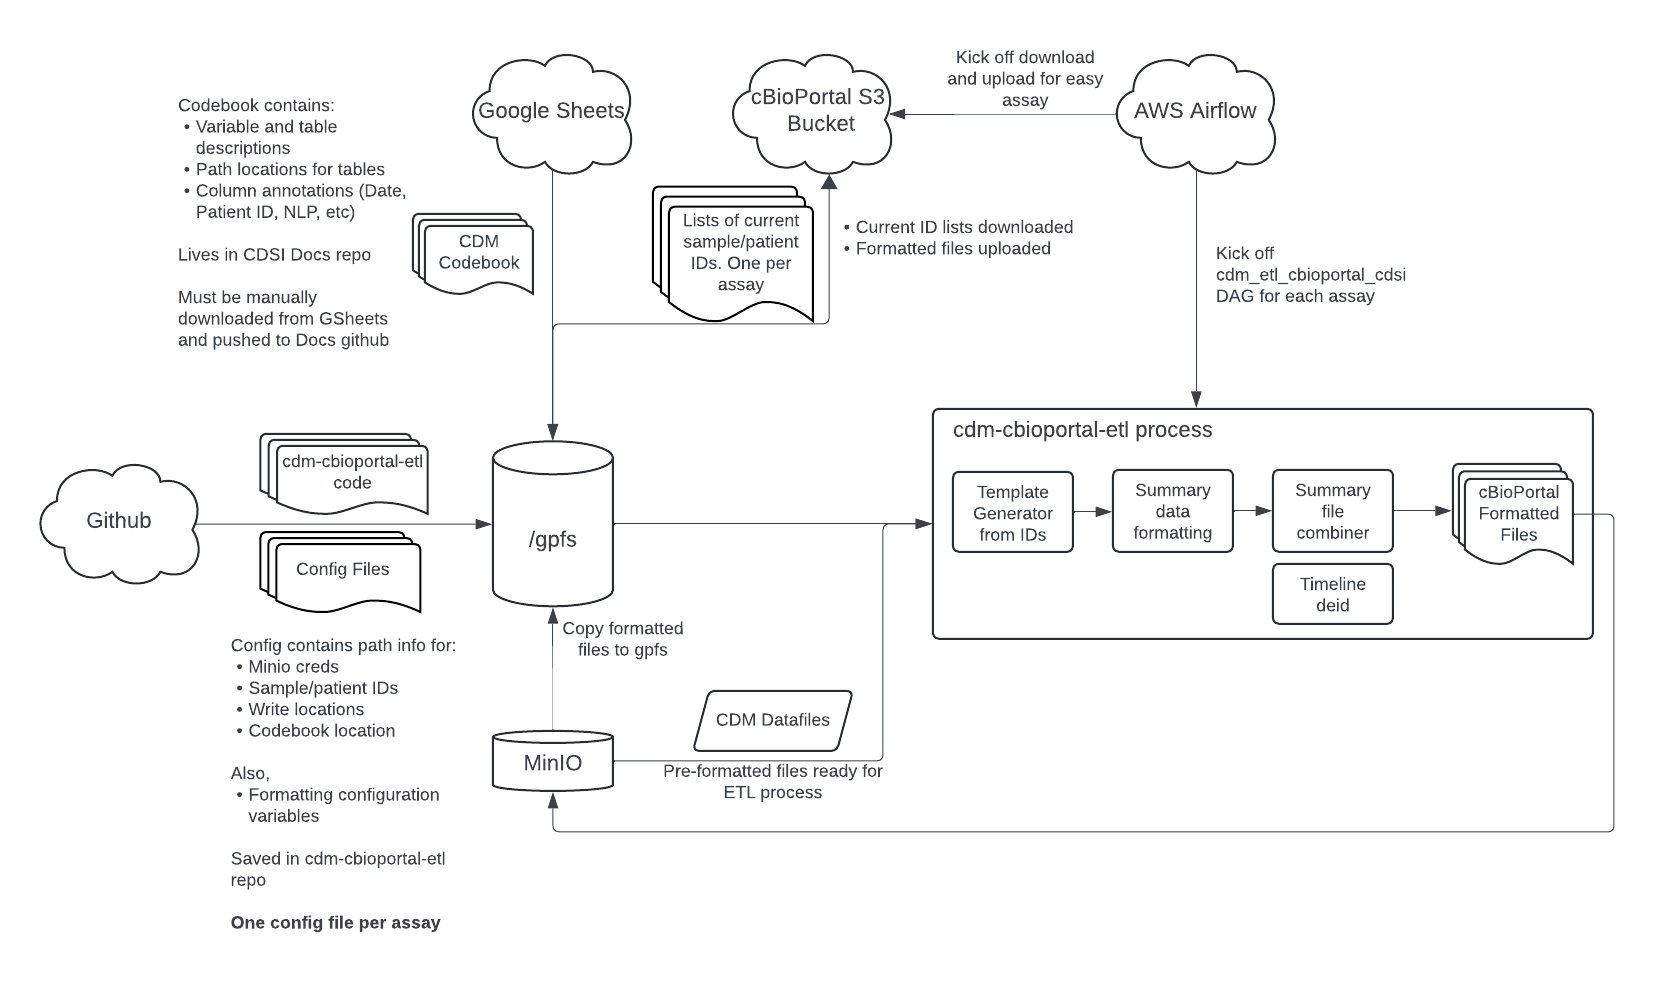 Kick off download
and upload for easy
assay
Google Sheets
cBioPortal S3
Bucket
AWS Airflow
Codebook contains:
• Variable and table
descriptions
• Path locations for tables
• Column annotations (Date,
Patient ID, NLP, etc)
Lives in CDSI Docs repo
Must be manually
downloaded from GSheets
and pushed to Docs github
CDM
Codebook
Lists of current
sample/patient
IDs. One per
assay
• Current ID lists downloaded
• Formatted files uploaded
Kick off
cdm_etl_cbioportal_cdsi
DAG for each assay
cdm-cbioportal-etl process
Template
Generator
from IDs
Summary
data
formatting
Summary
file
combiner
cBioPortal
Formatted
Files
Timeline
deid
Github
cdm-cbioportal-etl
code
Config Files
/gpfs
Copy formatted
files to gpfs
Config contains path info for:
• Minio creds
• Sample/patient IDs
• Write locations
• Codebook location
Also,
• Formatting configuration
variables
Saved in cdm-cbioportal-etl
repo
One config file per assay
MinIO
CDM Datafiles
Pre-formatted files ready for
ETL process